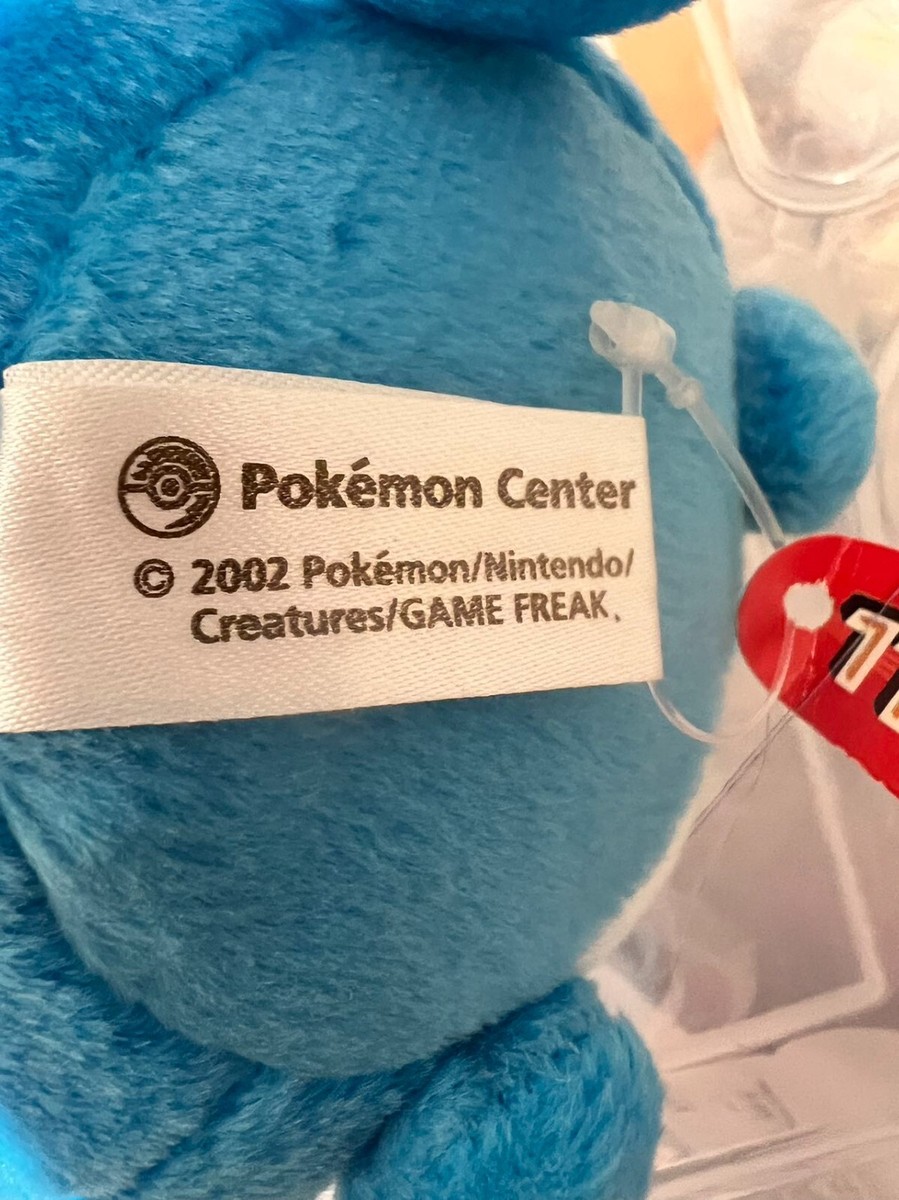 Pokémon Center
© 2002 Pokémon/Nintendo/
Creatures/GAME FREAK.